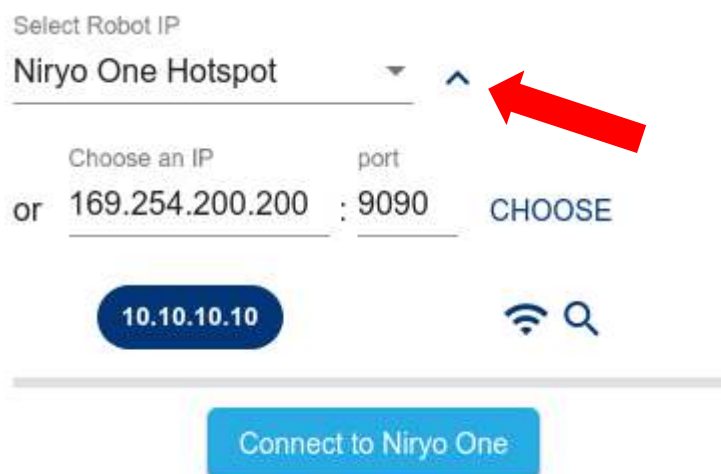 Select Robot IP
Niryo One Hotspot
Choose an IP port
or 169.254.200.200 : 9090 CHOOSE
10.10.10.10
Connect to Niryo One